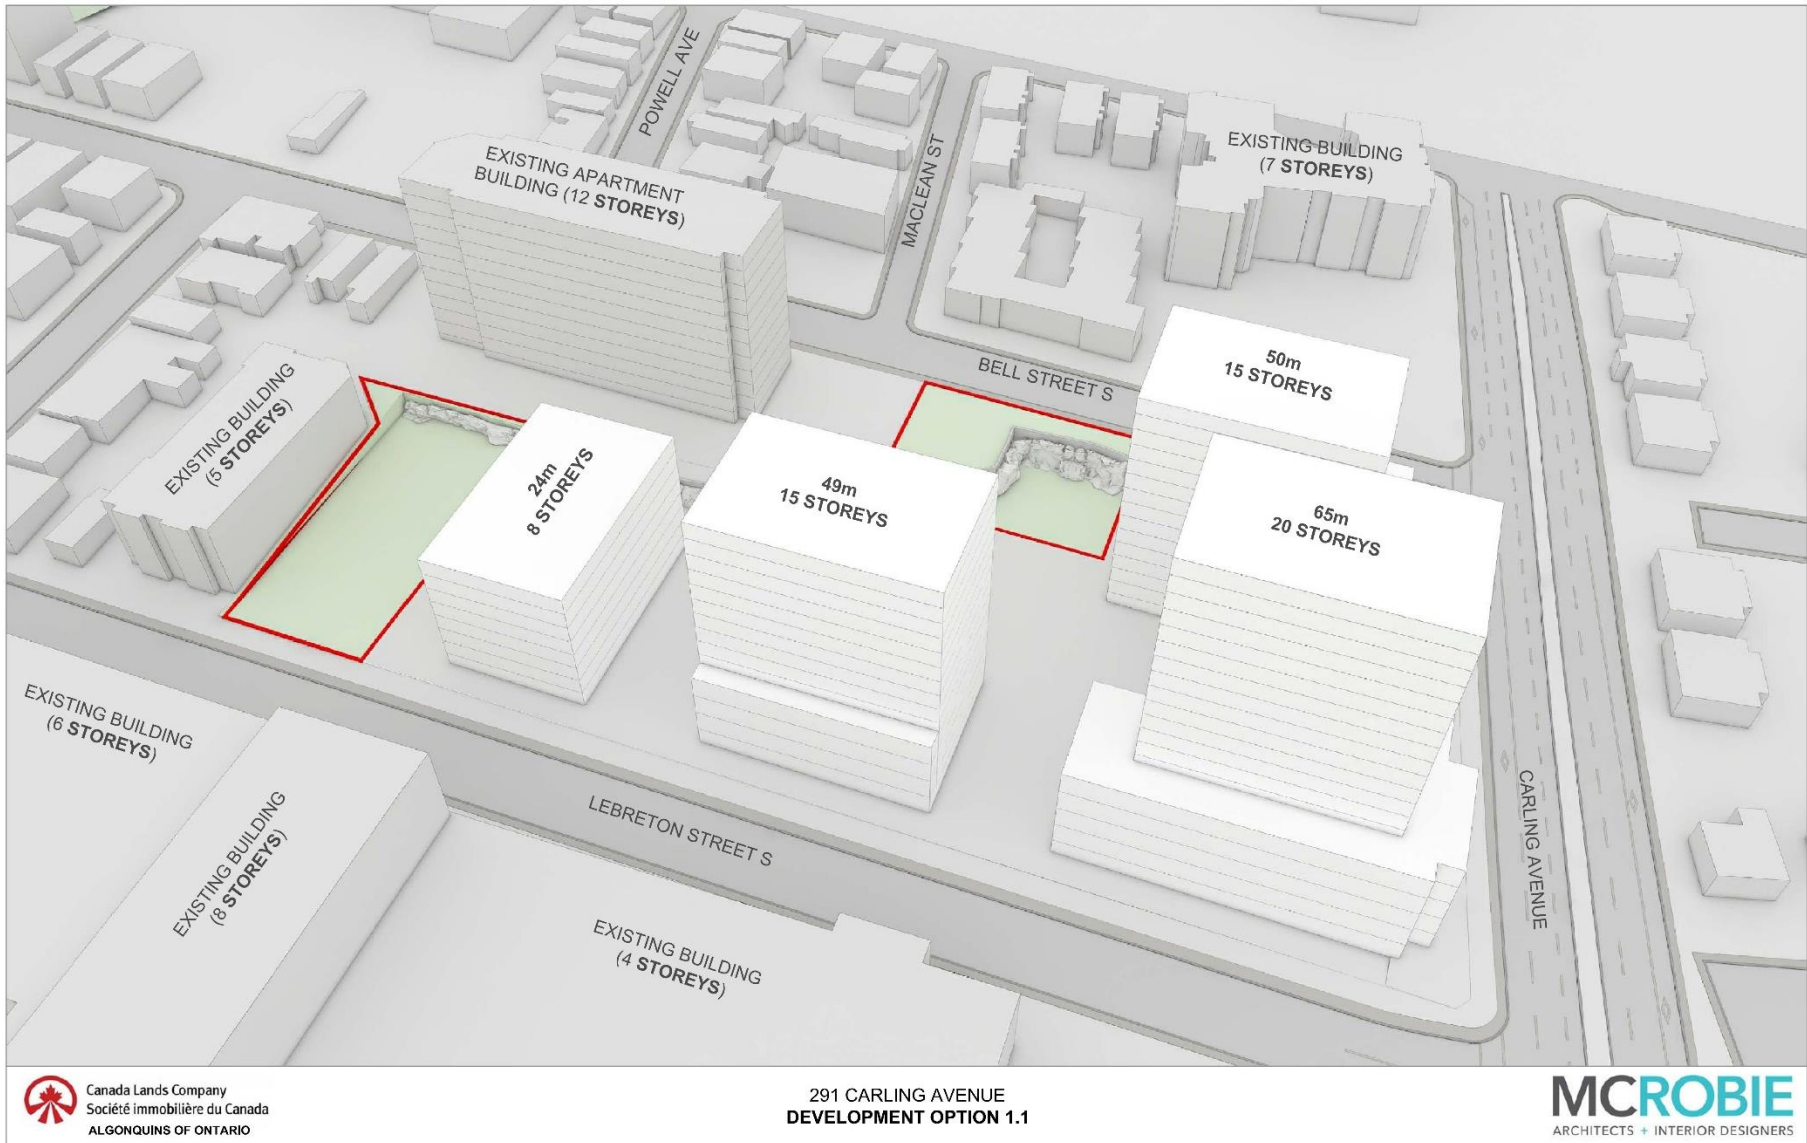 POWELL AVE
MACLEAN ST
EXISTING APARTMENT
BUILDING (12 STOREYS)
EXISTING BUILDING
(7 STOREYS)
BELL STREET S
EXISTING BUILDING
(5 STOREYS)
24m
8 STOREYS
49m
15 STOREYS
50m
15 STOREYS
65m
20 STOREYS
EXISTING BUILDING
(6 STOREYS)
EXISTING BUILDING
(8 STOREYS)
LEBRETON STREET S
EXISTING BUILDING
(4 STOREYS)
CARLING AVENUE
Canada Lands Company
Société immobilière du Canada
ALGONQUINS OF ONTARIO
291 CARLING AVENUE
DEVELOPMENT OPTION 1.1
MCROBIE
ARCHITECTS + INTERIOR DESIGNERS